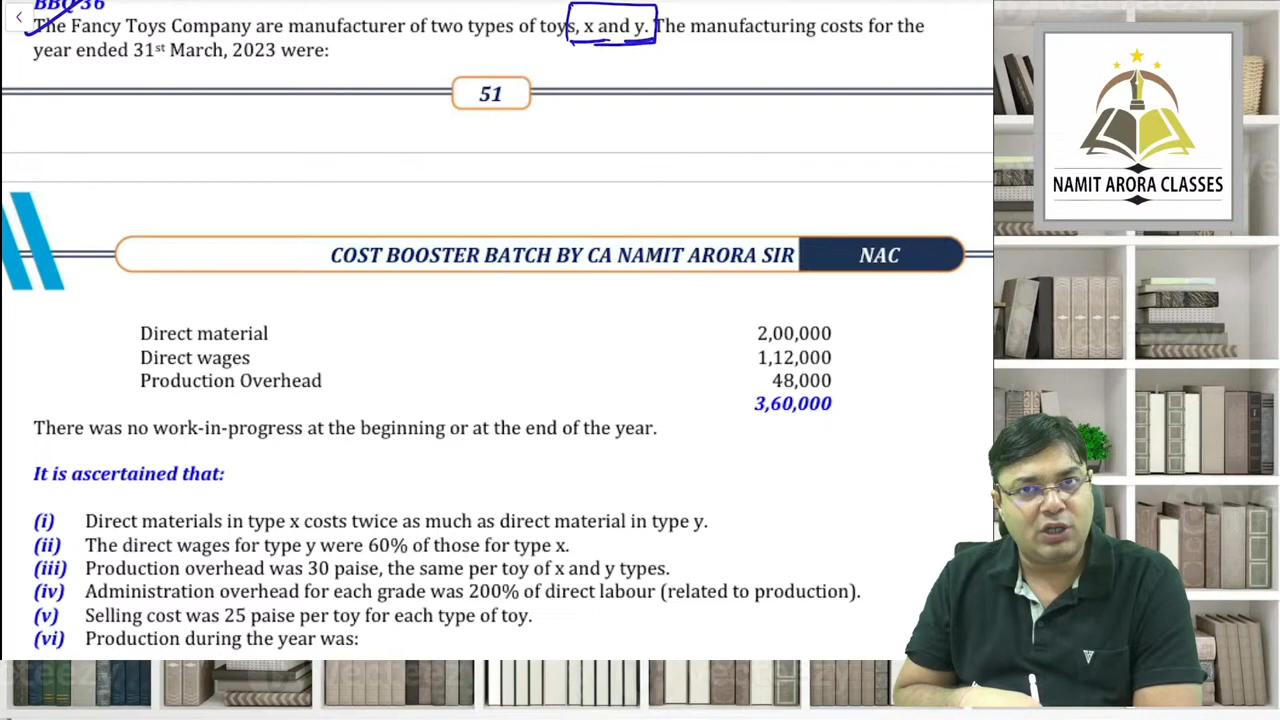 BBQ 36
The Fancy Toys Company are manufacturer of two types of toys, x and y. The manufacturing costs for the
year ended 31st March, 2023 were:
51
NAMIT ARORA CLASSES
COST BOOSTER BATCH BY CA NAMIT ARORA SIR NAC
Direct material 2,00,000
Direct wages 1,12,000
Production Overhead 48,000
3,60,000
There was no work-in-progress at the beginning or at the end of the year.
It is ascertained that:
(i) Direct materials in type x costs twice as much as direct material in type y.
(ii) The direct wages for type y were 60% of those for type x.
(iii) Production overhead was 30 paise, the same per toy of x and y types.
(iv) Administration overhead for each grade was 200% of direct labour (related to production).
(v) Selling cost was 25 paise per toy for each type of toy.
(vi) Production during the year was: